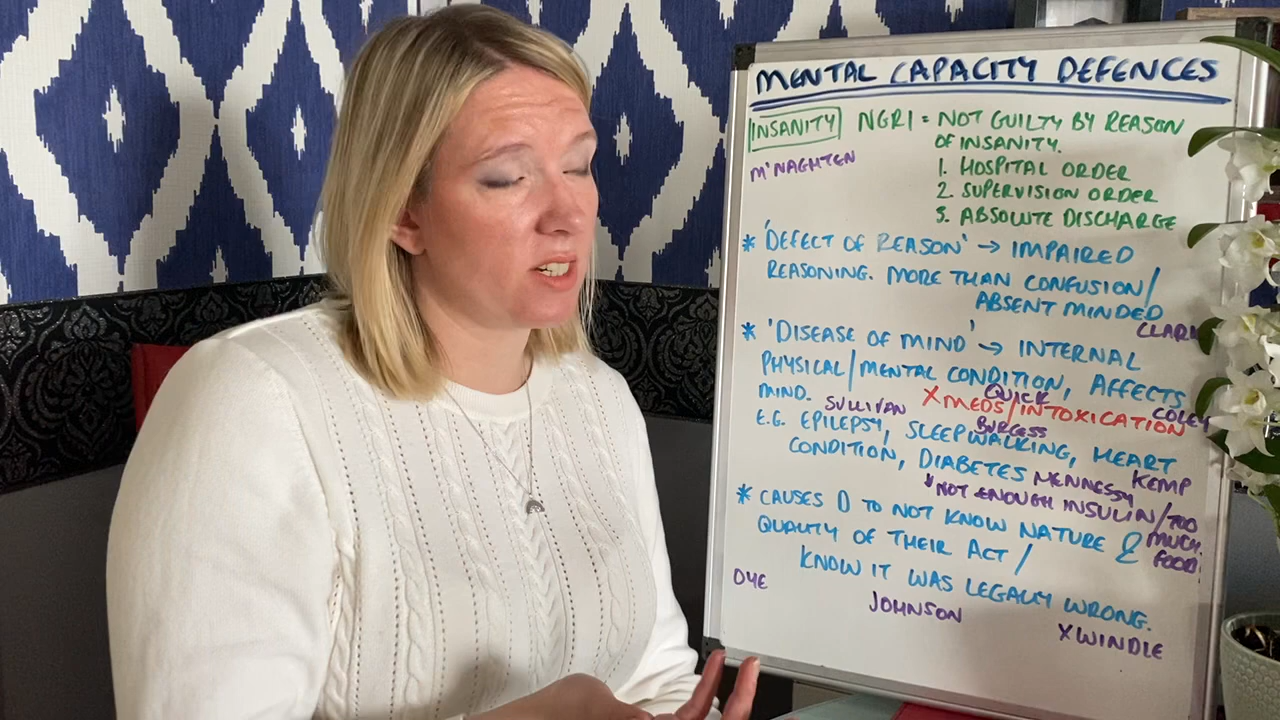 MENTAL CAPACITY DEFENCES
INSANITY NGRI = NOT GUILTY BY REASON
OF INSANITY.
M'NAGHTEN
1. HOSPITAL ORDER
2. SUPERVISION ORDER
3. ABSOLUTE DISCHARGE
* 'DEFECT OF REASON' → IMPAIRED
REASONING. MORE THAN CONFUSION/
ABSENT MINDED
CLARK
* 'DISEASE OF MIND' → INTERNAL
PHYSICAL/MENTAL CONDITION, AFFECTS
QUICK
MIND. SULLIVAN X MEDS/INTOXICATION COLEY
BURGESS
E.G. EPILEPSY, SLEEPWALKING, HEART
CONDITION, DIABETES HENNESSY KEMP
NOT ENOUGH INSULIN/TOO
MUCH
FOOD
* CAUSES D TO NOT KNOW NATURE &
QUALITY OF THEIR ACT /
KNOW IT WAS LEGALLY WRONG.
OYE
JOHNSON
X WINDLE